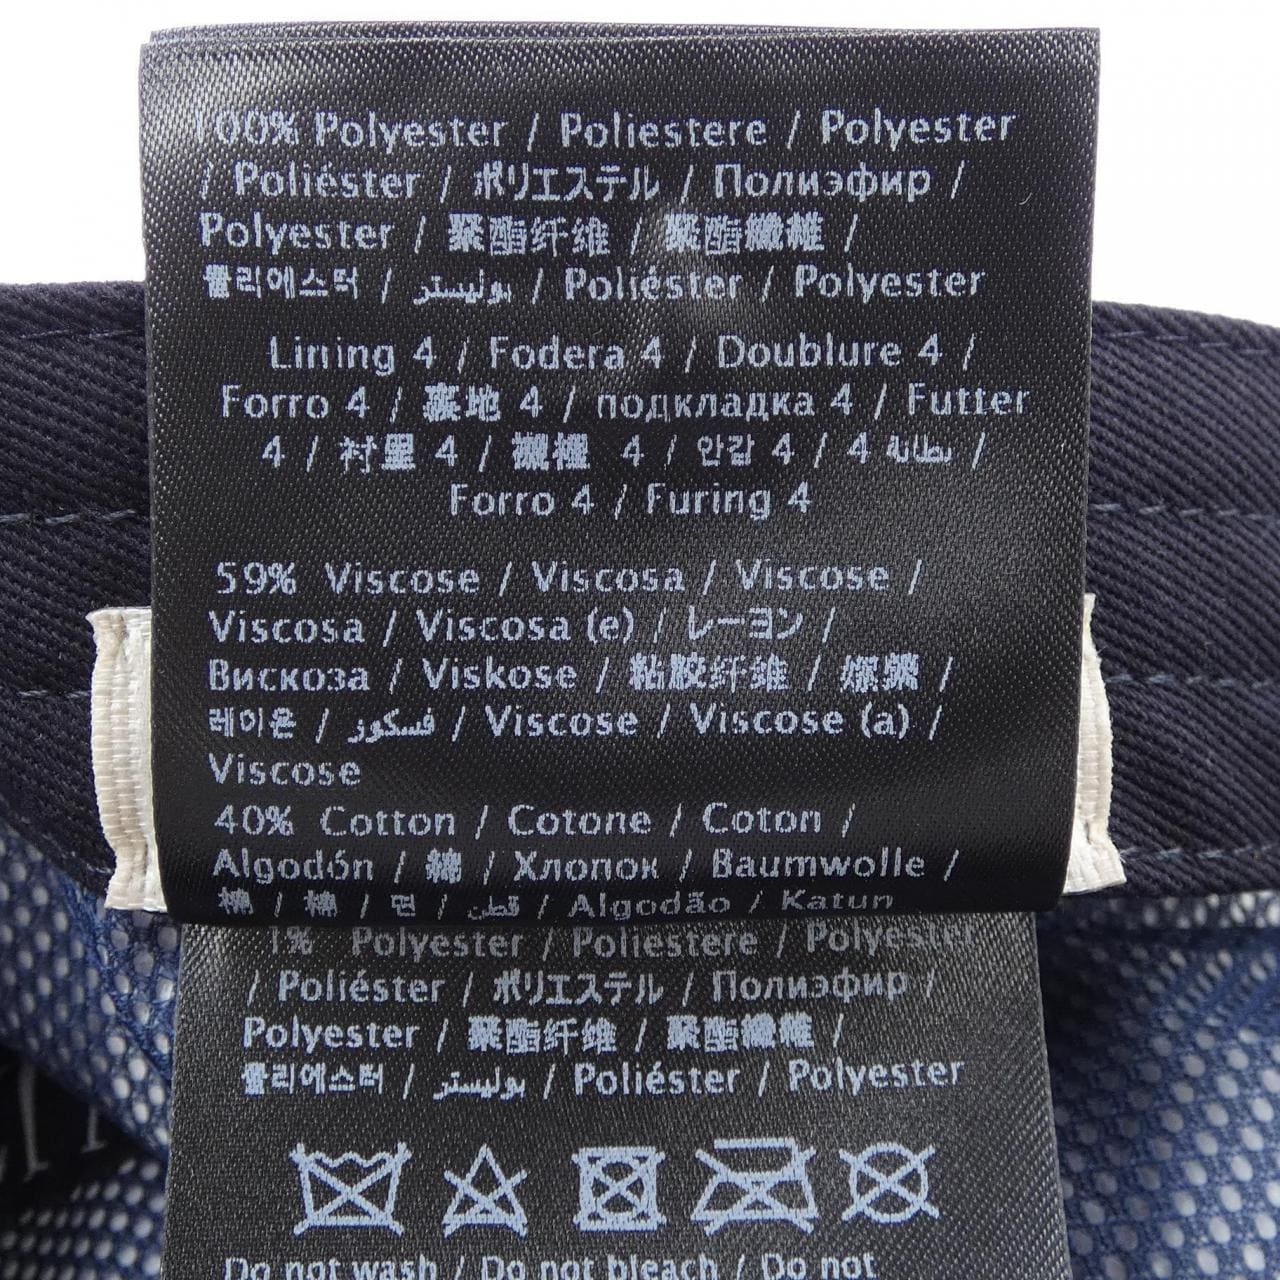 100% Polyester / Poliestere / Polyester
/ Poliéster / ポリエステル / Полиэфир /
Polyester / 聚酯纤维 / 聚酯纖維 /
폴리에스터 / بوليستر / Poliéster / Polyester
Lining 4 / Fodera 4 / Doublure 4 /
Forro 4 / 裏地 4 / подкладка 4 / Futter
4 / 衬里 4 / 襯裡 4 / 안감 4 / 4 بطانة /
Forro 4 / Furing 4
59% Viscose / Viscosa / Viscose /
Viscosa / Viscosa (e) / レーヨン /
Вискоза / Viskose / 粘胶纤维 / 嫘縈 /
레이온 / فسكوز / Viscose / Viscose (a) /
Viscose
40% Cotton / Cotone / Coton /
Algodón / 綿 / Хлопок / Baumwolle /
棉 / 棉 / 면 / قطن / Algodão / Katun
1% Polyester / Poliestere / Polyester
/ Poliéster / ポリエステル / Полиэфир /
Polyester / 聚酯纤维 / 聚酯纖維 /
폴리에스터 / بوليستر / Poliéster / Polyester
Do not wash / Do not bleach / Do not